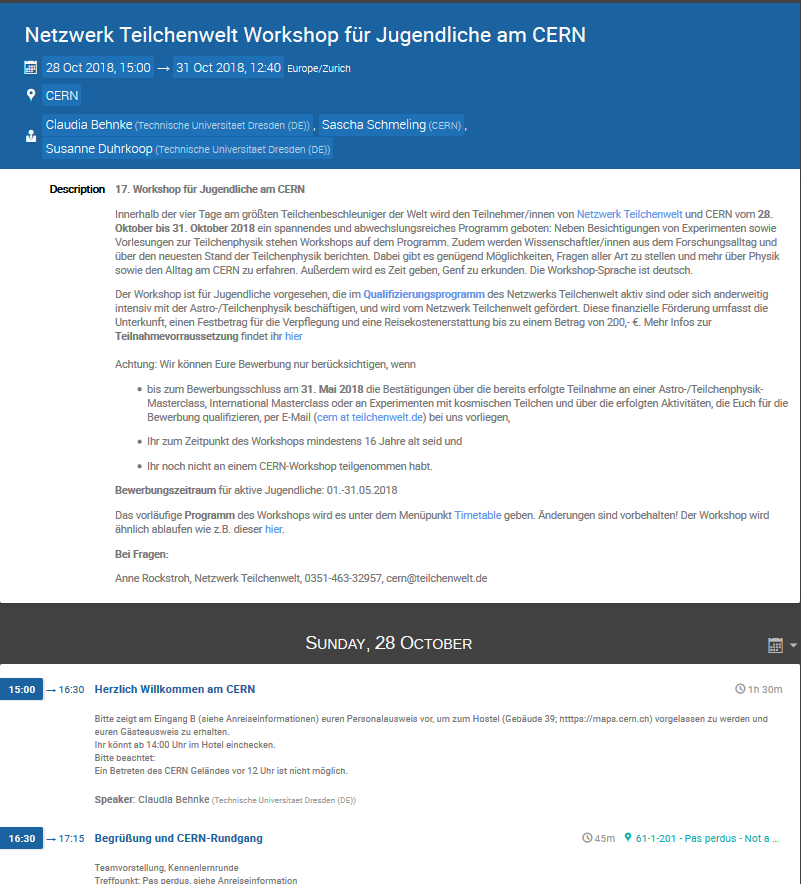 Netzwerk Teilchenwelt Workshop für Jugendliche am CERN
28 Oct 2018, 15:00 → 31 Oct 2018, 12:40 Europe/Zurich
CERN
Claudia Behnke (Technische Universitaet Dresden (DE)) , Sascha Schmeling (CERN) ,
Susanne Duhrkoop (Technische Universitaet Dresden (DE))
Description 17. Workshop für Jugendliche am CERN
Innerhalb der vier Tage am größten Teilchenbeschleuniger der Welt wird den Teilnehmer/innen von Netzwerk Teilchenwelt und CERN vom 28.
Oktober bis 31. Oktober 2018 ein spannendes und abwechslungsreiches Programm geboten: Neben Besichtigungen von Experimenten sowie
Vorlesungen zur Teilchenphysik stehen Workshops auf dem Programm. Zudem werden Wissenschaftler/innen aus dem Forschungsalltag und
über den neuesten Stand der Teilchenphysik berichten. Dabei gibt es genügend Möglichkeiten, Fragen aller Art zu stellen und mehr über Physik
sowie den Alltag am CERN zu erfahren. Außerdem wird es Zeit geben, Genf zu erkunden. Die Workshop-Sprache ist deutsch.
Der Workshop ist für Jugendliche vorgesehen, die im Qualifizierungsprogramm des Netzwerks Teilchenwelt aktiv sind oder sich anderweitig
intensiv mit der Astro-/Teilchenphysik beschäftigen, und wird vom Netzwerk Teilchenwelt gefördert. Diese finanzielle Förderung umfasst die
Unterkunft, einen Festbetrag für die Verpflegung und eine Reisekostenerstattung bis zu einem Betrag von 200,- €. Mehr Infos zur
Teilnahmevorraussetzung findet ihr hier
Achtung: Wir können Eure Bewerbung nur berücksichtigen, wenn
• bis zum Bewerbungsschluss am 31. Mai 2018 die Bestätigungen über die bereits erfolgte Teilnahme an einer Astro-/Teilchenphysik-
Masterclass, International Masterclass oder an Experimenten mit kosmischen Teilchen und über die erfolgten Aktivitäten, die Euch für die
Bewerbung qualifizieren, per E-Mail (cern at teilchenwelt.de) bei uns vorliegen,
• Ihr zum Zeitpunkt des Workshops mindestens 16 Jahre alt seid und
• Ihr noch nicht an einem CERN-Workshop teilgenommen habt.
Bewerbungszeitraum für aktive Jugendliche: 01.-31.05.2018
Das vorläufige Programm des Workshops wird es unter dem Menüpunkt Timetable geben. Änderungen sind vorbehalten! Der Workshop wird
ähnlich ablaufen wie z.B. dieser hier.
Bei Fragen:
Anne Rockstroh, Netzwerk Teilchenwelt, 0351-463-32957, cern@teilchenwelt.de
SUNDAY, 28 OCTOBER
15:00 → 16:30 Herzlich Willkommen am CERN 1h 30m
Bitte zeigt am Eingang B (siehe Anreiseinformationen) euren Personalausweis vor, um zum Hostel (Gebäude 39; htttps://maps.cern.ch) vorgelassen zu werden und
euren Gästeausweis zu erhalten.
Ihr könnt ab 14:00 Uhr im Hotel einchecken.
Bitte beachtet:
Ein Betreten des CERN Geländes vor 12 Uhr ist nicht möglich.
Speaker: Claudia Behnke (Technische Universitaet Dresden (DE))
16:30 → 17:15 Begrüßung und CERN-Rundgang 45m 61-1-201 - Pas perdus - Not a ...
Teamvorstellung, Kennenlernrunde
Treffpunkt: Pas perdus, siehe Anreiseinformation